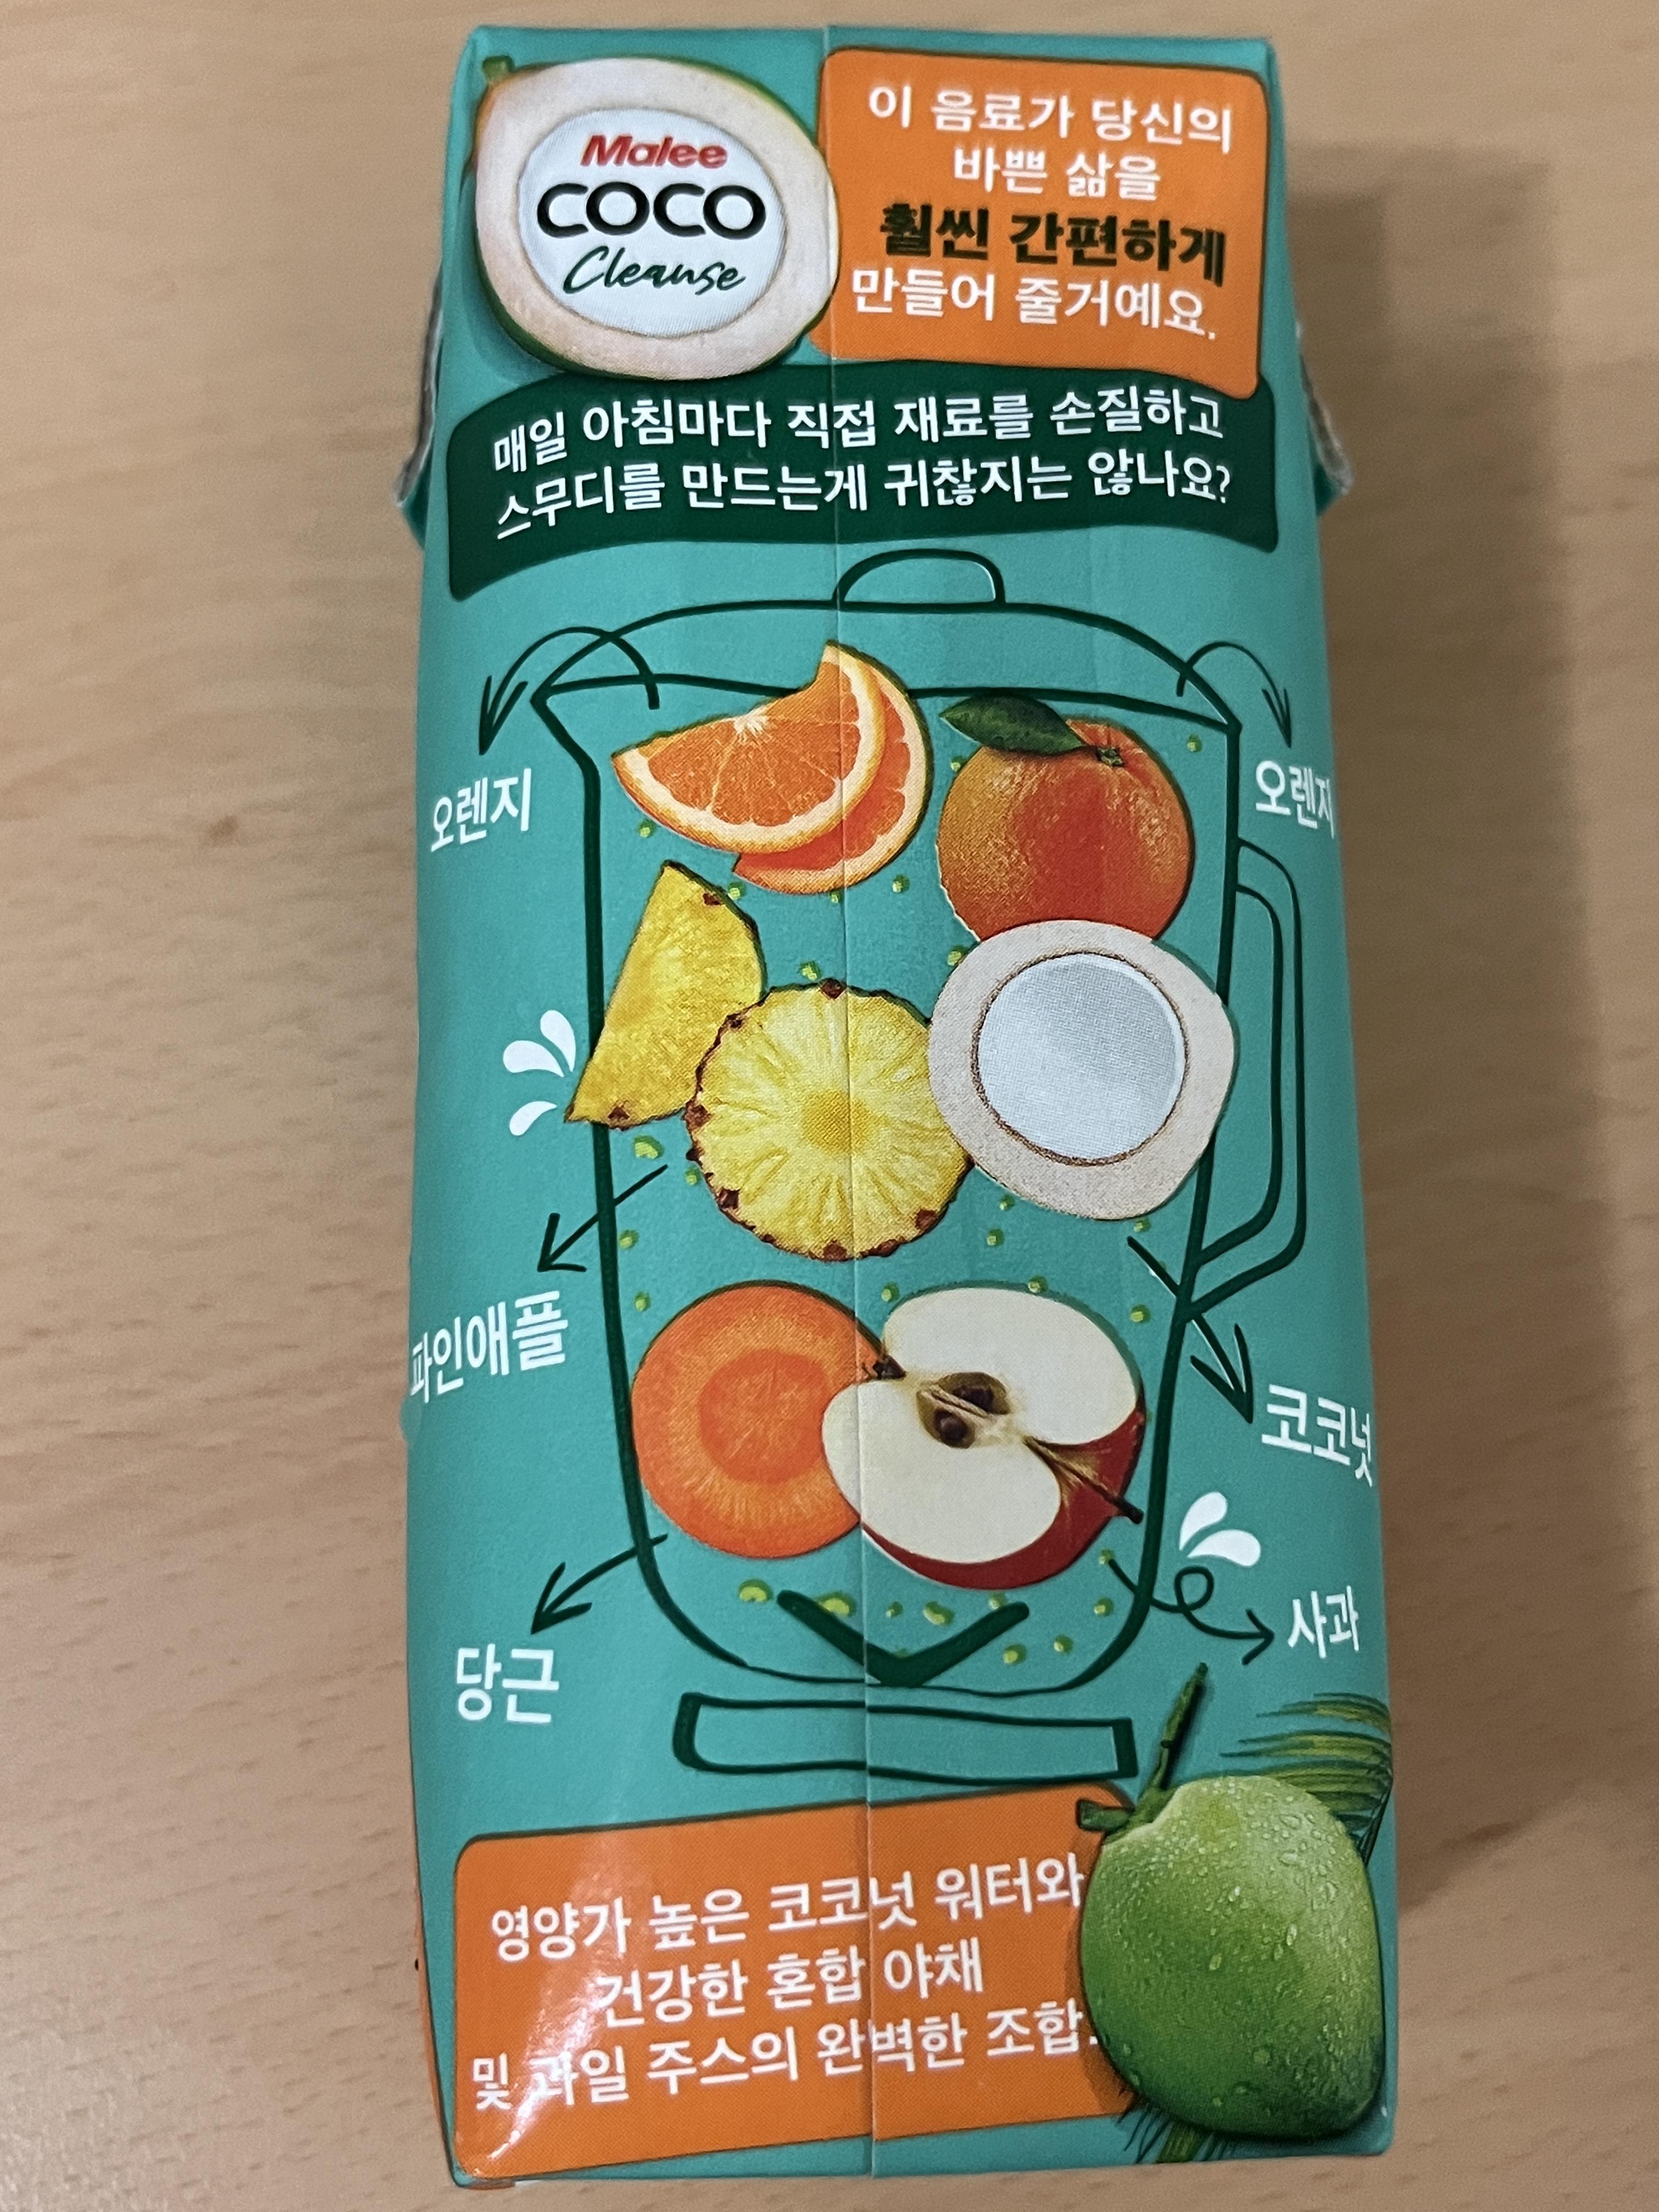 Malee
COCO
Cleanse
이 음료가 당신의
바쁜 삶을
훨씬 간편하게
만들어 줄거예요.
매일 아침마다 직접 재료를 손질하고
스무디를 만드는게 귀찮지는 않나요?
오렌지
오렌지
파인애플
코코넛
당근
사과
영양가 높은 코코넛 워터와
건강한 혼합 야채
및 과일 주스의 완벽한 조합.